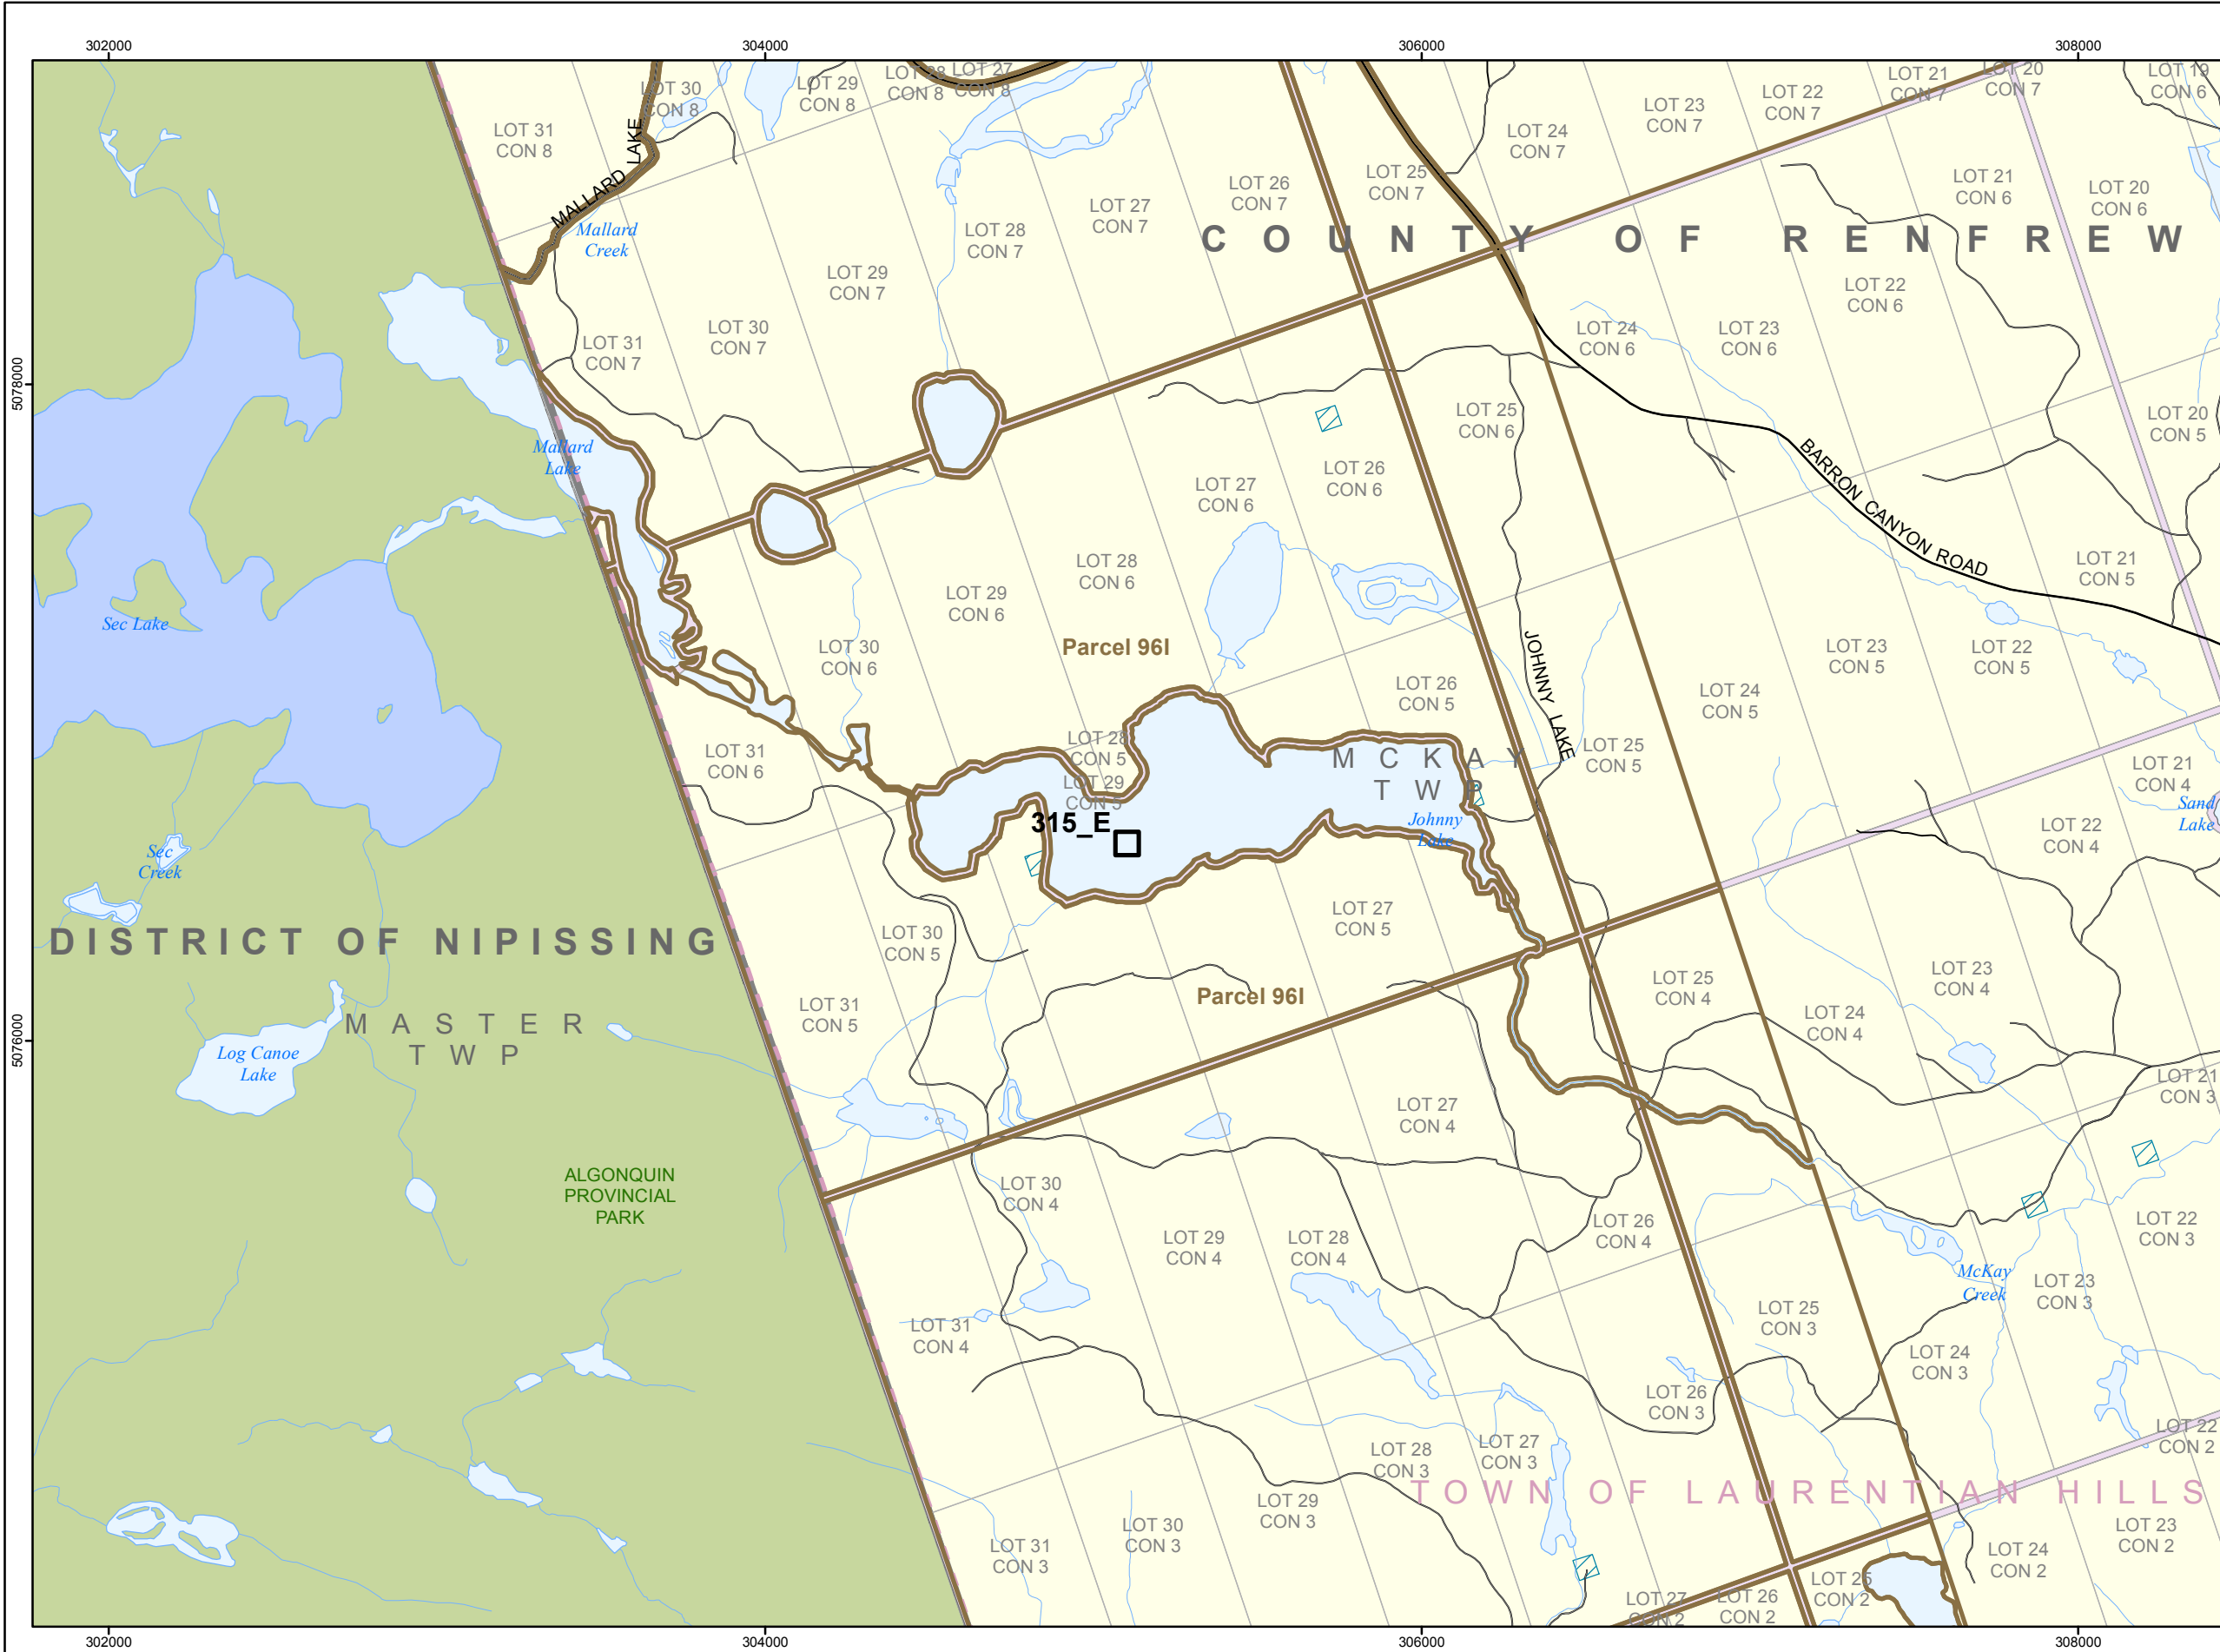 302000
304000
306000
308000
5078000
5076000
LOT 31
CON 8
LOT 30
CON 8
LOT 29
CON 8
LOT 28
CON 8
LOT 27
CON 8
LOT 24
CON 7
LOT 23
CON 7
LOT 22
CON 7
LOT 21
CON 7
LOT 20
CON 7
LOT 19
CON 6
MALLARD LAKE
Mallard
Creek
LOT 28
CON 7
LOT 27
CON 7
LOT 26
CON 7
LOT 25
CON 7
LOT 21
CON 6
LOT 20
CON 6
COUNTY OF RENFREW
LOT 31
CON 7
LOT 30
CON 7
LOT 29
CON 7
LOT 24
CON 6
LOT 23
CON 6
LOT 22
CON 6
Mallard
Lake
LOT 27
CON 6
LOT 26
CON 6
LOT 25
CON 6
LOT 20
CON 5
BARRON CANYON ROAD
Sec Lake
LOT 30
CON 6
LOT 29
CON 6
LOT 28
CON 6
Parcel 96I
JOHNNY LAKE
LOT 21
CON 5
LOT 22
CON 5
LOT 23
CON 5
LOT 24
CON 5
LOT 26
CON 5
LOT 25
CON 5
LOT 31
CON 6
LOT 28
CON 5
LOT 29
CON 5
MCKAY
TWP
315_E
Johnny
Lake
LOT 21
CON 4
Sand
Lake
LOT 22
CON 4
Sec
Creek
DISTRICT OF NIPISSING
LOT 30
CON 5
LOT 27
CON 5
LOT 31
CON 5
Parcel 96I
LOT 25
CON 4
LOT 24
CON 4
LOT 23
CON 4
MASTER
TWP
Log Canoe
Lake
LOT 27
CON 4
LOT 21
CON 3
ALGONQUIN
PROVINCIAL
PARK
LOT 30
CON 4
LOT 29
CON 4
LOT 28
CON 4
LOT 26
CON 4
LOT 22
CON 3
McKay
Creek
LOT 23
CON 3
LOT 31
CON 4
LOT 25
CON 3
LOT 24
CON 3
LOT 26
CON 3
LOT 22
CON 2
LOT 28
CON 3
LOT 27
CON 3
TOWN OF LAURENTIAN HILLS
LOT 31
CON 3
LOT 30
CON 3
LOT 29
CON 3
LOT 23
CON 2
LOT 24
CON 2
LOT 25
CON 2
LOT 26
CON 2
LOT 27
CON 2
302000
304000
306000
308000